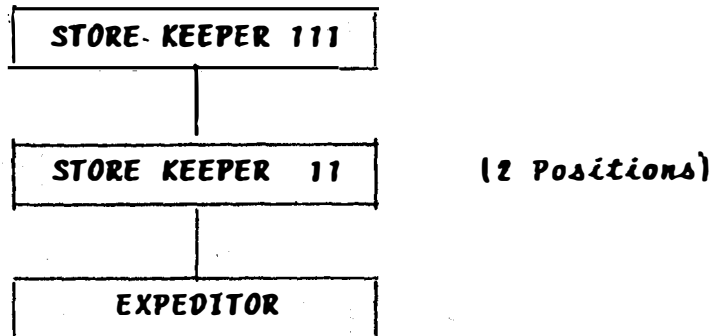 STORE KEEPER 111
STORE KEEPER 11 (2 Positions)
EXPEDITOR